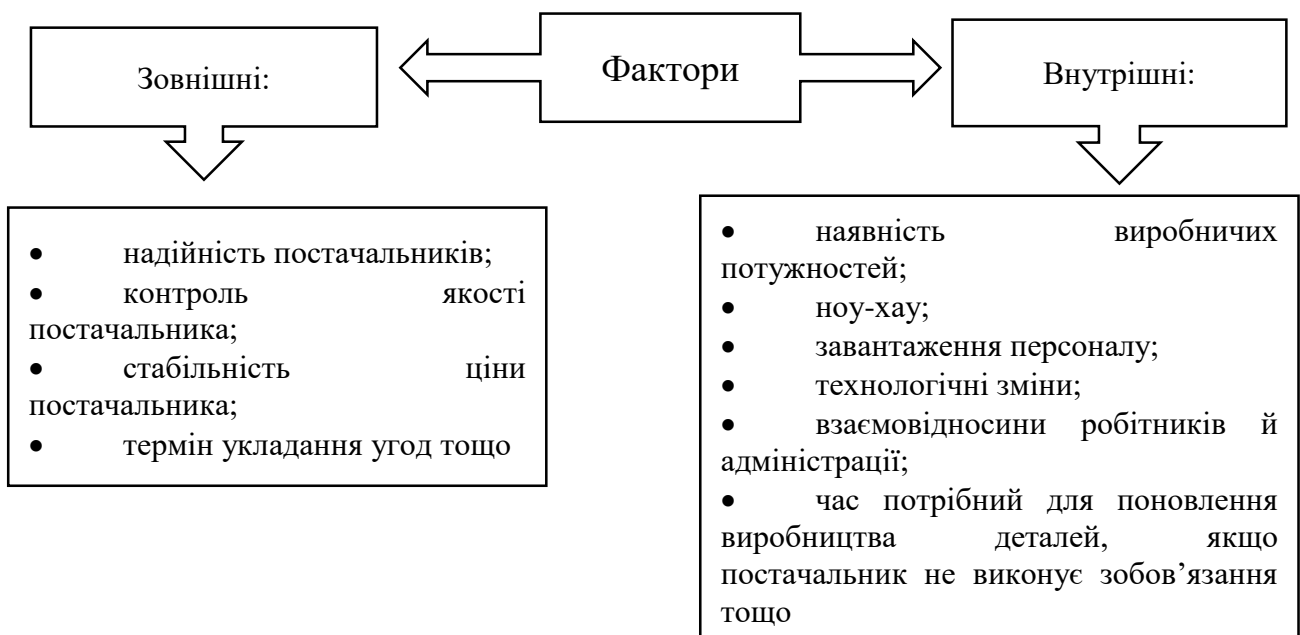 Фактори
Зовнішні:
Внутрішні:
• надійність постачальників;
• контроль якості
постачальника;
• стабільність ціни
постачальника;
• термін укладання угод тощо
• наявність виробничих
потужностей;
• ноу-хау;
• завантаження персоналу;
• технологічні зміни;
• взаємовідносини робітників й
адміністрації;
• час потрібний для поновлення
виробництва деталей, якщо
постачальник не виконує зобов’язання
тощо